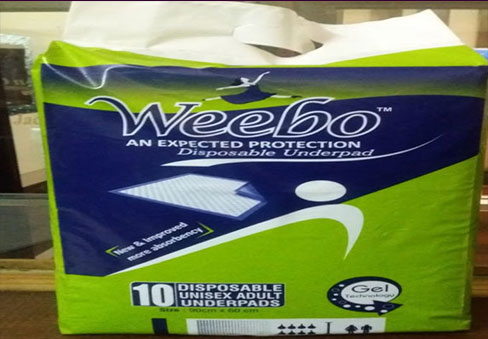 Weebo™
AN EXPECTED PROTECTION
Disposable Underpad
New & Improved
more absorbency
10 DISPOSABLE
UNISEX ADULT
UNDERPADS
Size : 90cm x 60 cm
Gel
Technology